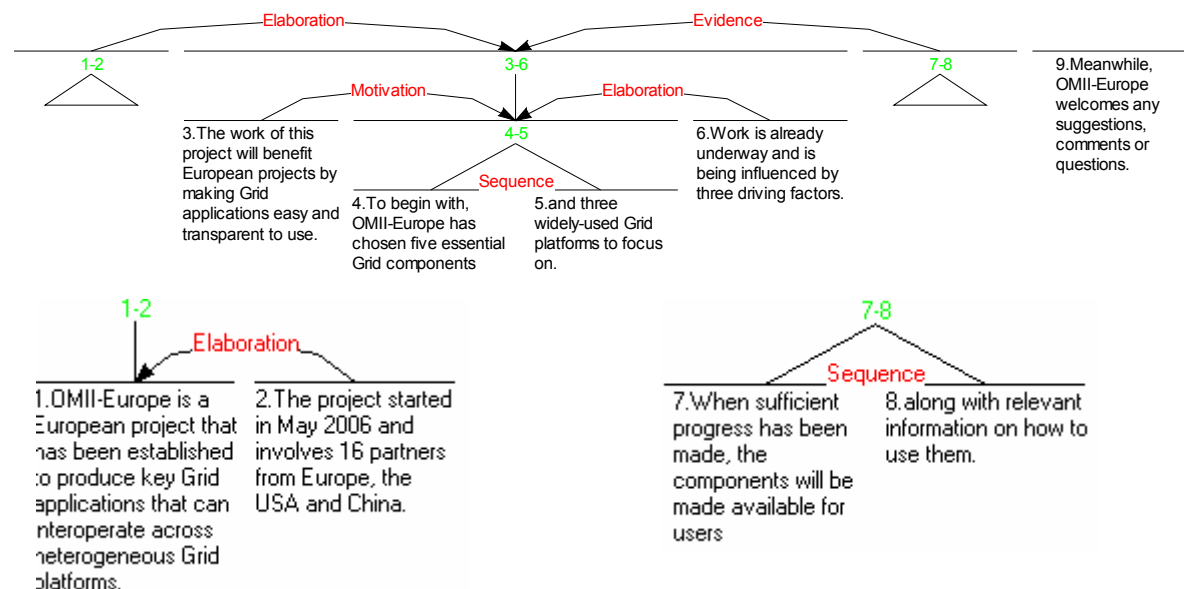 Elaboration
Evidence
1-2
3-6
7-8
9.Meanwhile,
OMII-Europe
welcomes any
suggestions,
comments or
questions.
Motivation
Elaboration
3.The work of this
project will benefit
European projects by
making Grid
applications easy and
transparent to use.
4-5
6.Work is already
underway and is
being influenced by
three driving factors.
Sequence
4.To begin with,
OMII-Europe has
chosen five essential
Grid components
5.and three
widely-used Grid
platforms to focus
on.
1-2
Elaboration
1.OMII-Europe is a
European project that
has been established
to produce key Grid
applications that can
interoperate across
heterogeneous Grid
platforms.
2.The project started
in May 2006 and
involves 16 partners
from Europe, the
USA and China.
7-8
Sequence
7.When sufficient
progress has been
made, the
components will be
made available for
users
8.along with relevant
information on how to
use them.